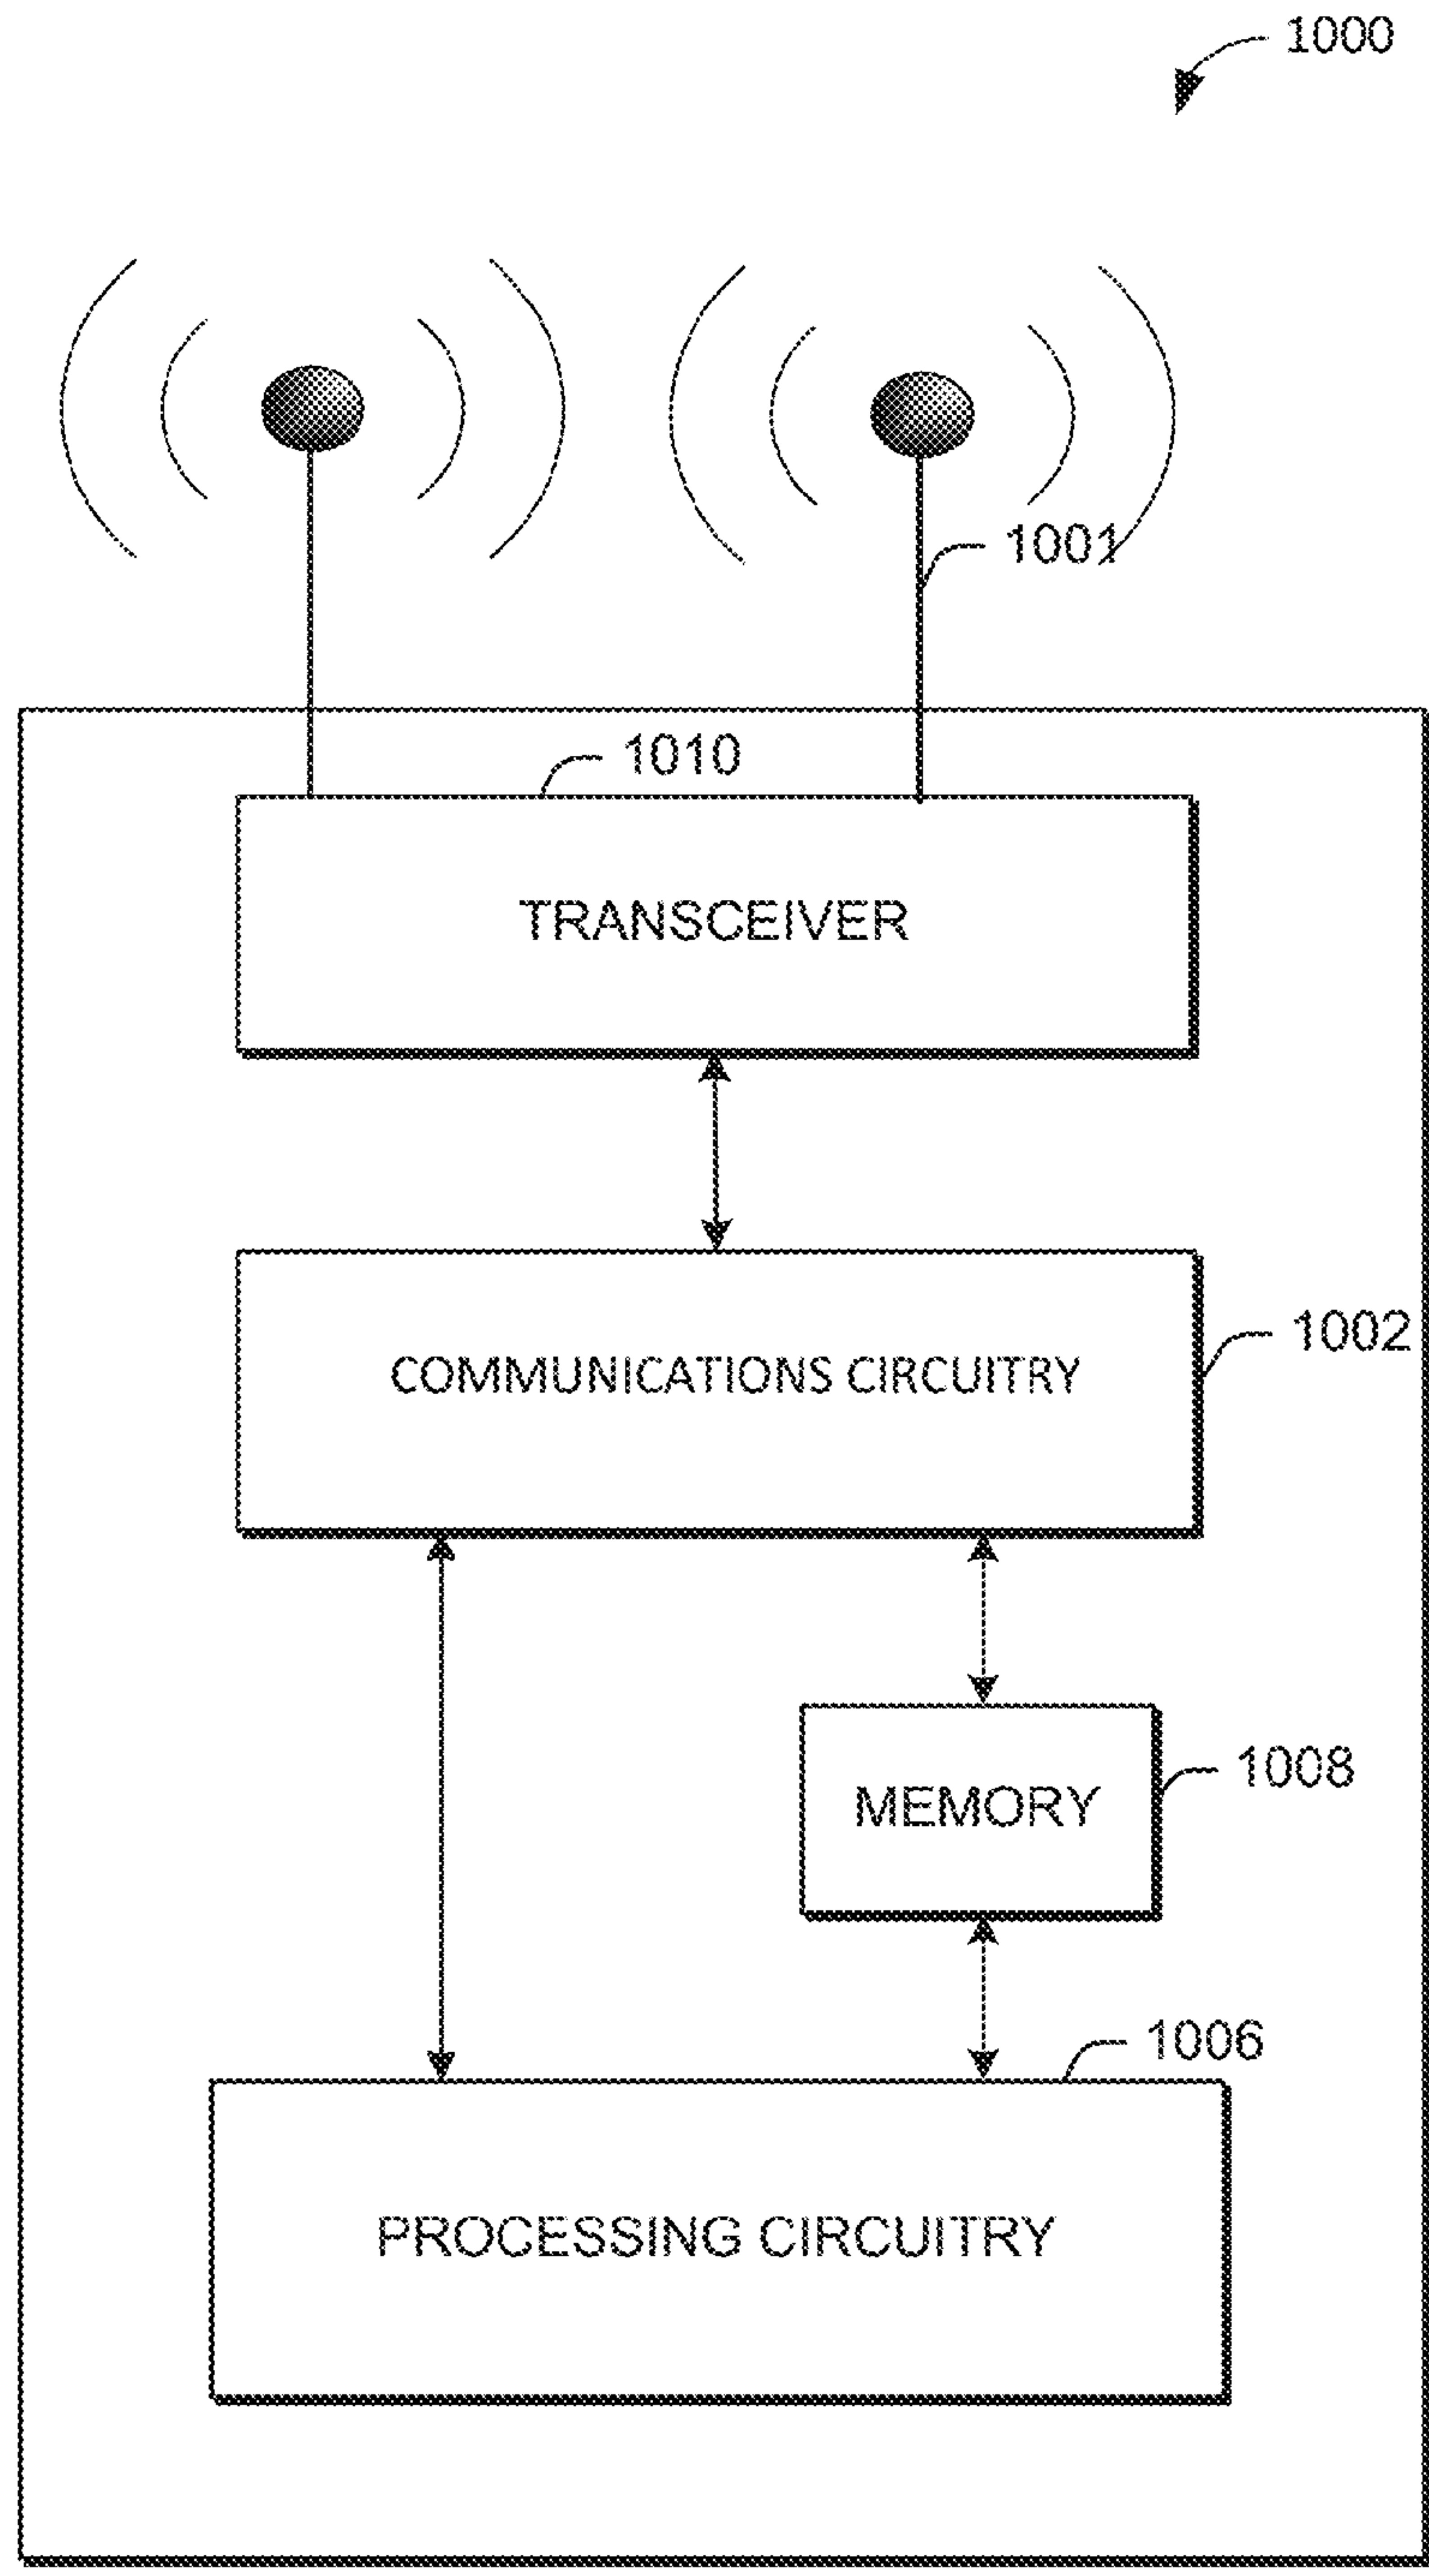 1000
1001
1010
TRANSCEIVER
1002
COMMUNICATIONS CIRCUITRY
1008
MEMORY
1006
PROCESSING CIRCUITRY